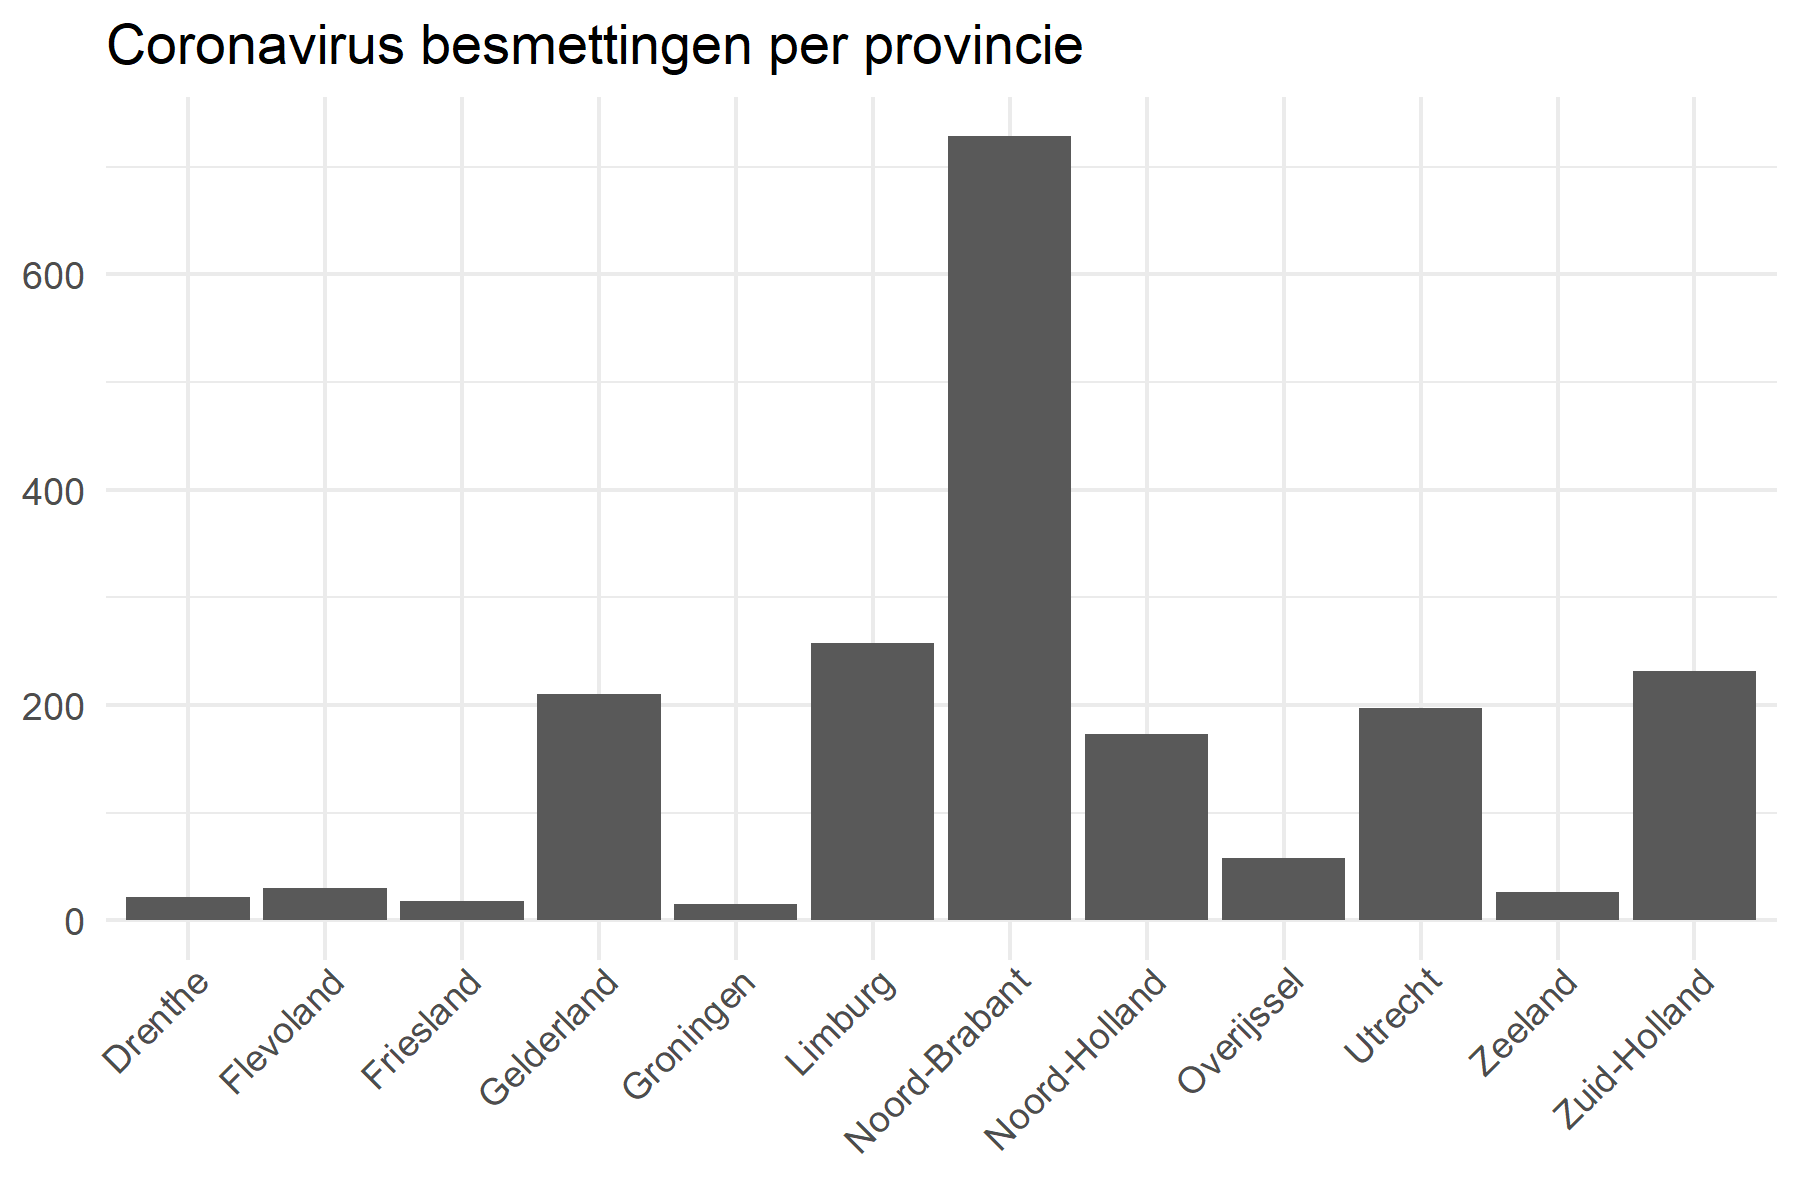 Coronavirus besmettingen per provincie
600
400
200
0
Drenthe
Flevoland
Friesland
Gelderland
Groningen
Limburg
Noord-Brabant
Noord-Holland
Overijssel
Utrecht
Zeeland
Zuid-Holland